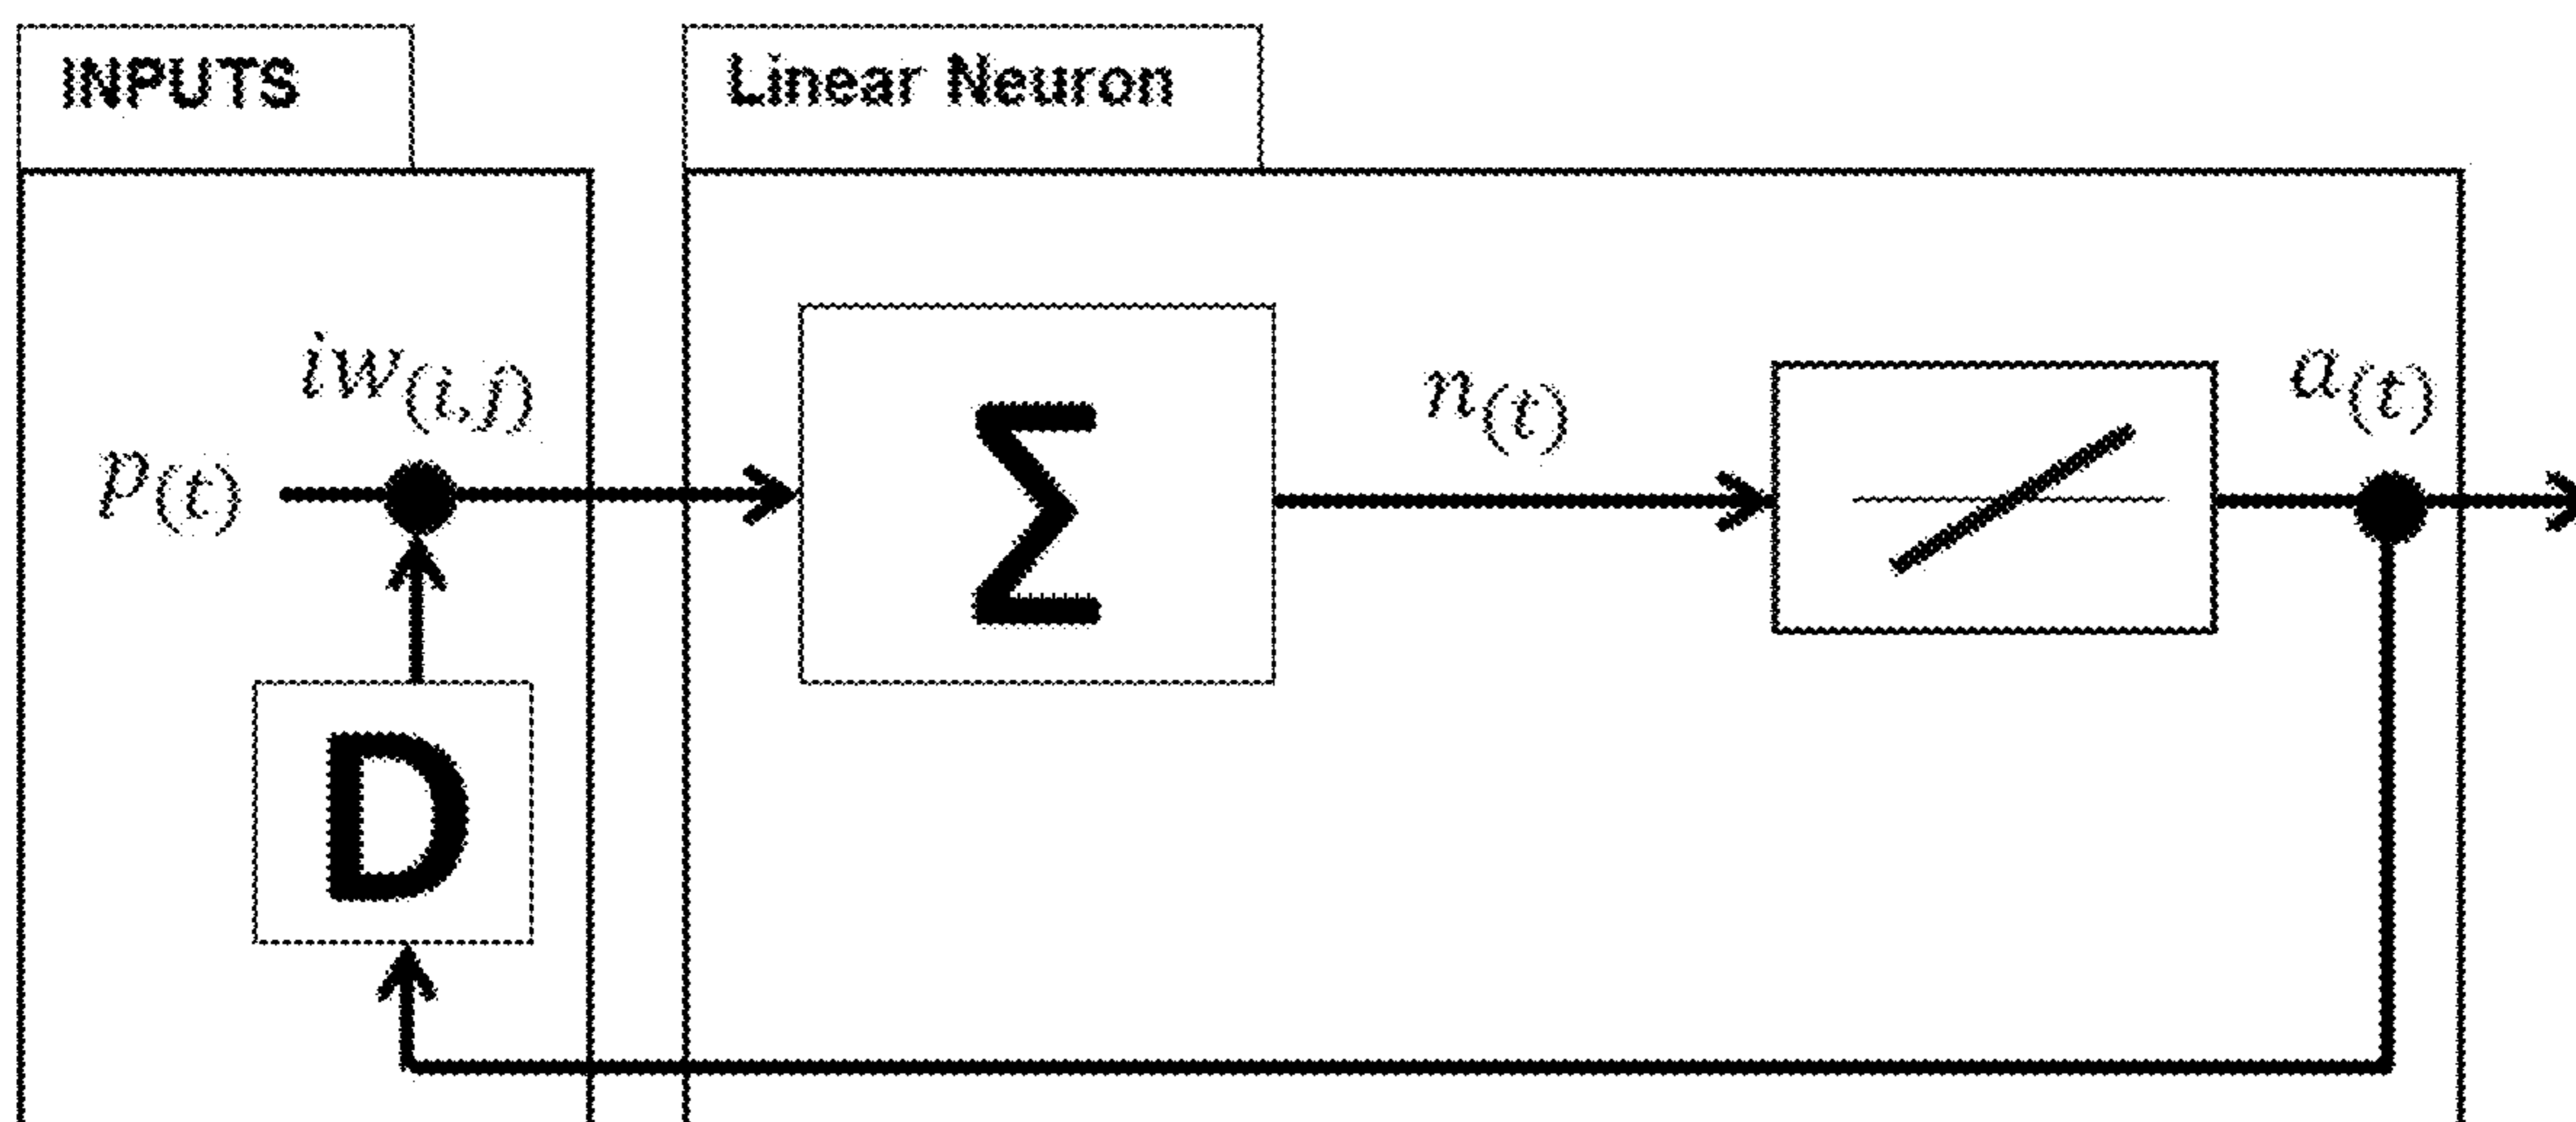 INPUTS
Linear Neuron
iw(i,j)
p(t)
Σ
n(t)
a(t)
D